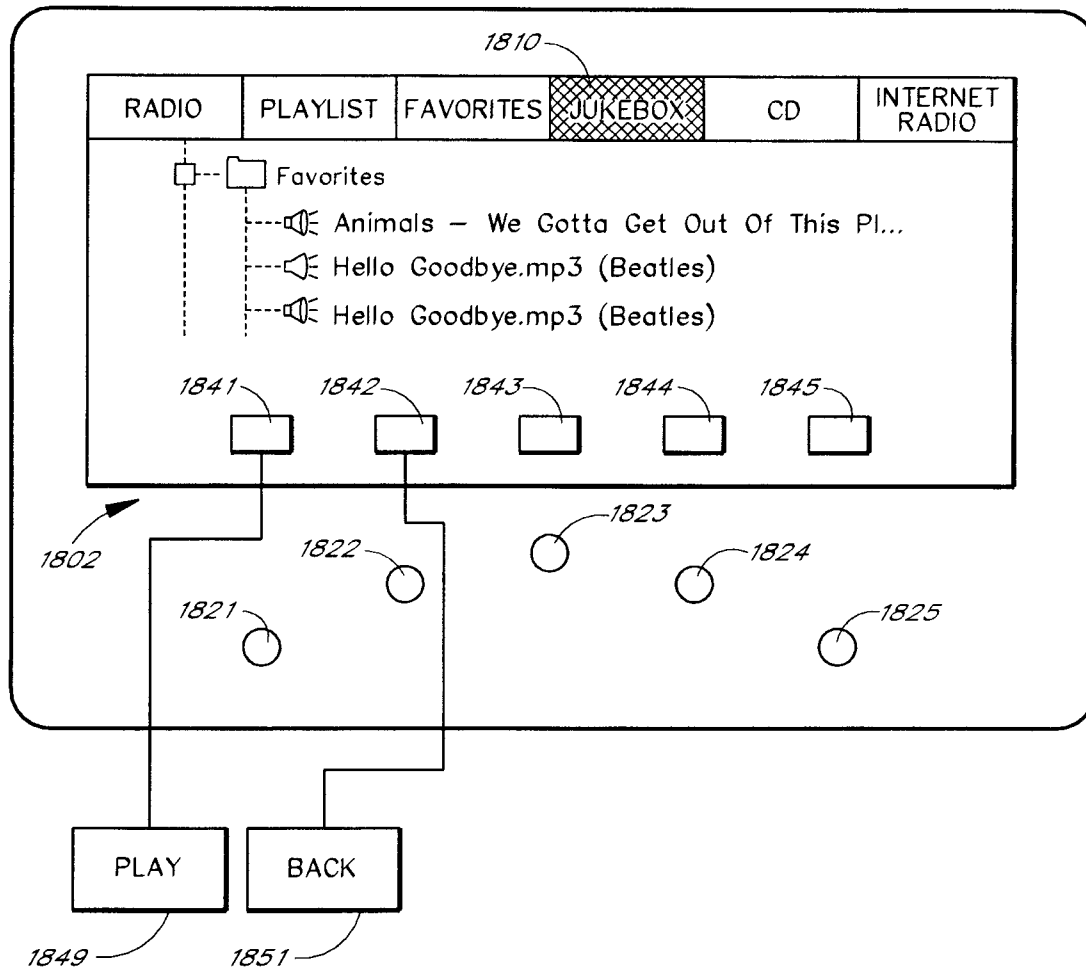 1810
RADIO PLAYLIST FAVORITES JUKEBOX CD INTERNET RADIO
Favorites
Animals – We Gotta Get Out Of This Pl...
Hello Goodbye.mp3 (Beatles)
Hello Goodbye.mp3 (Beatles)
1841 1842 1843 1844 1845
1802
1823
1822 1824
1821 1825
PLAY BACK
1849 1851